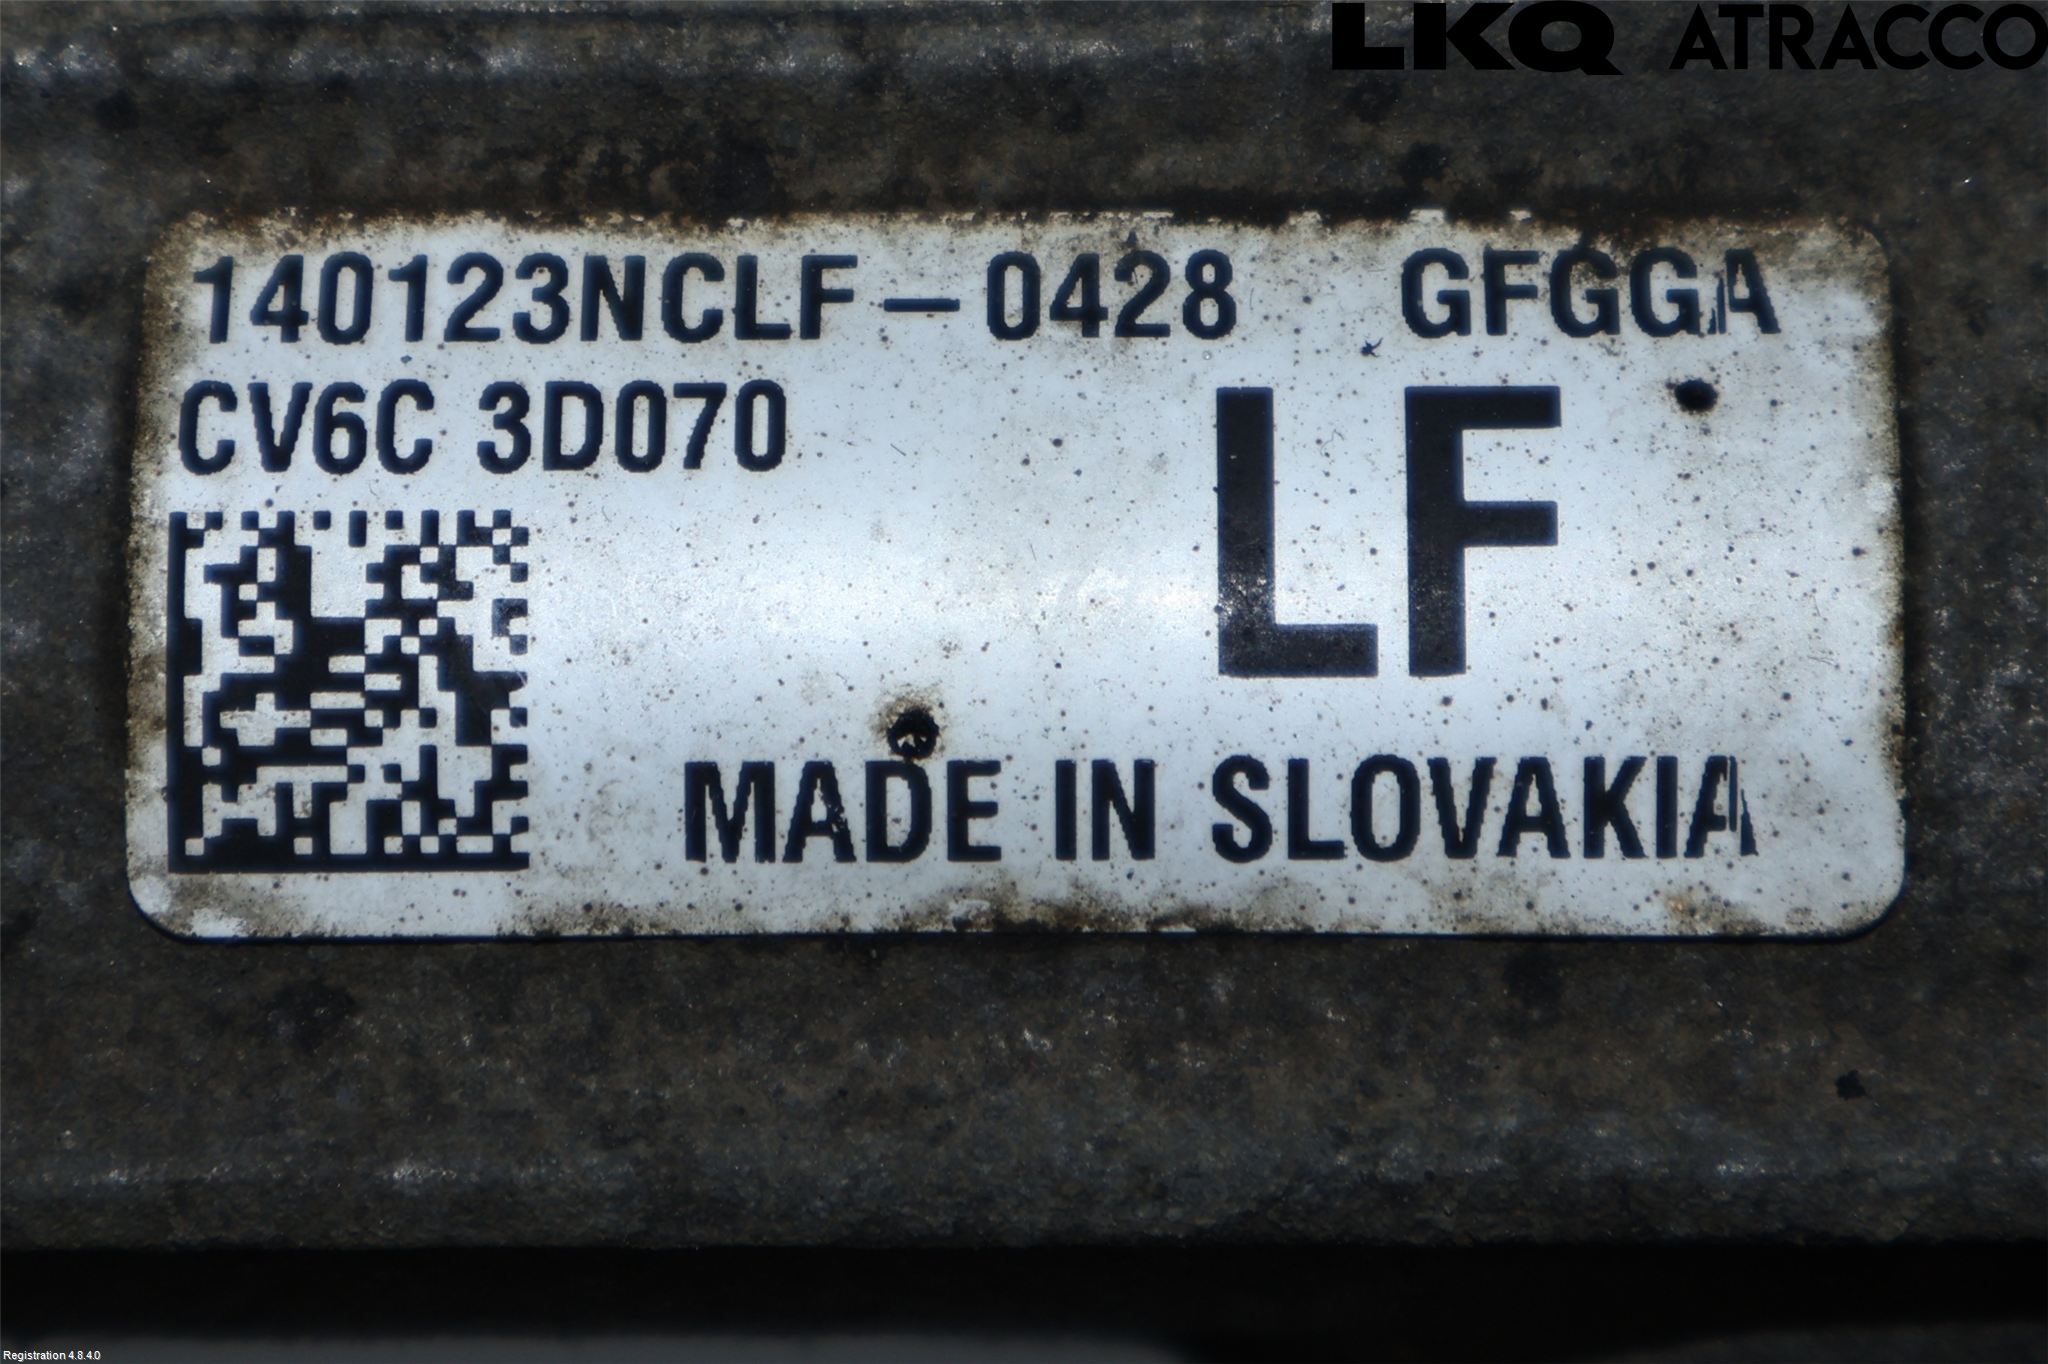 LKQ ATRACCO
140123NCLF-0428 GFGGA
CV6C 3D070
LF
MADE IN SLOVAKIA
Registration 4.8.4.0